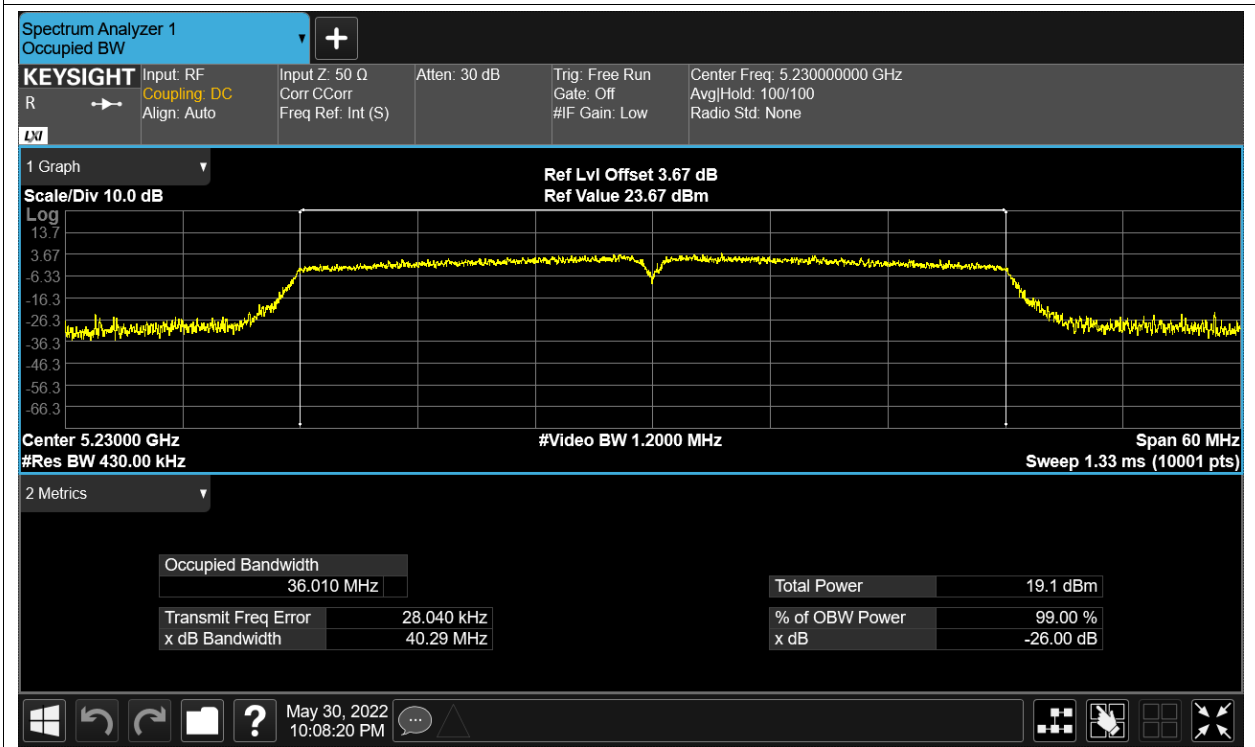 Spectrum Analyzer 1
Occupied BW
+
KEYSIGHT
R
LXI
Input: RF
Coupling: DC
Align: Auto
Input Z: 50 Ω
Corr CCorr
Freq Ref: Int (S)
Atten: 30 dB
Trig: Free Run
Gate: Off
#IF Gain: Low
Center Freq: 5.230000000 GHz
Avg|Hold: 100/100
Radio Std: None
1 Graph
Scale/Div 10.0 dB
Ref Lvl Offset 3.67 dB
Ref Value 23.67 dBm
Log
13.7
3.67
-6.33
-16.3
-26.3
-36.3
-46.3
-56.3
-66.3
Center 5.23000 GHz
#Res BW 430.00 kHz
#Video BW 1.2000 MHz
Span 60 MHz
Sweep 1.33 ms (10001 pts)
2 Metrics
Occupied Bandwidth
36.010 MHz
Transmit Freq Error 28.040 kHz
x dB Bandwidth 40.29 MHz
Total Power 19.1 dBm
% of OBW Power 99.00 %
x dB -26.00 dB
?
May 30, 2022
10:08:20 PM